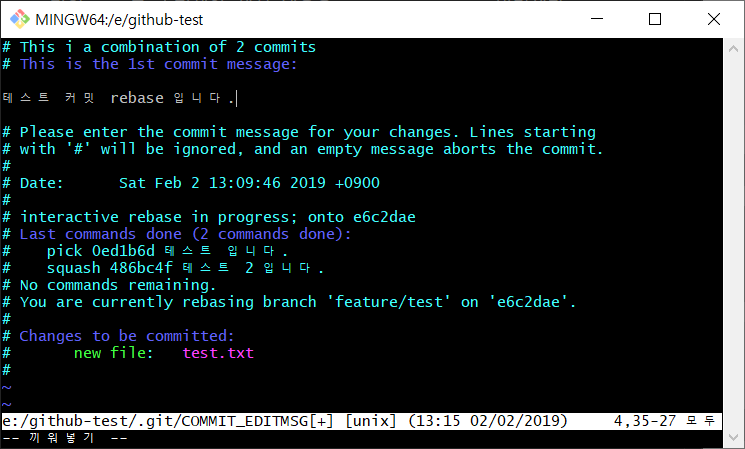 MINGW64:/e/github-test
# This i a combination of 2 commits
# This is the 1st commit message:
테스트 커밋 rebase 입니다.
# Please enter the commit message for your changes. Lines starting
# with '#' will be ignored, and an empty message aborts the commit.
#
# Date:      Sat Feb 2 13:09:46 2019 +0900
#
# interactive rebase in progress; onto e6c2dae
# Last commands done (2 commands done):
#    pick 0ed1b6d 테스트 입니다.
#    squash 486bc4f 테스트 2 입니다.
# No commands remaining.
# You are currently rebasing branch 'feature/test' on 'e6c2dae'.
#
# Changes to be committed:
#       new file:   test.txt
#
~
~
e:/github-test/.git/COMMIT_EDITMSG[+] [unix] (13:15 02/02/2019)     4,35-27 모두
-- 끼워넣기 --